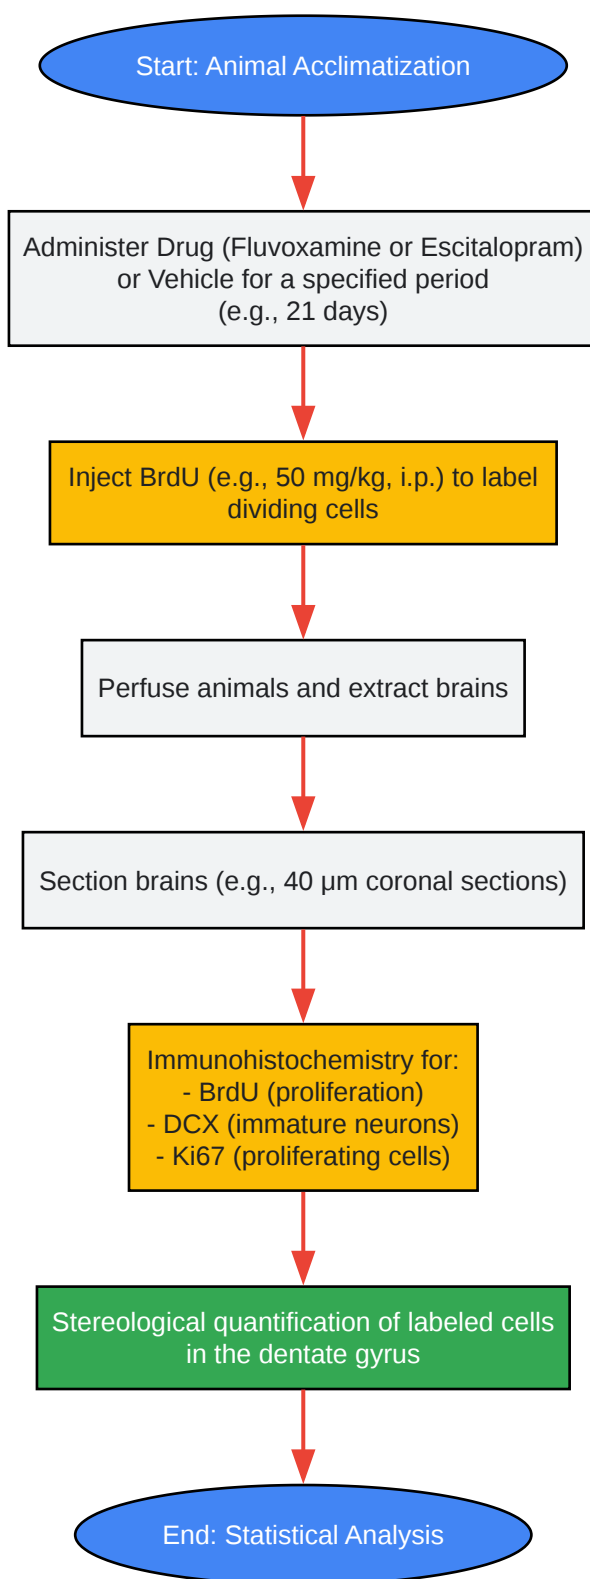 Start: Animal Acclimatization
Administer Drug (Fluvoxamine or Escitalopram)
or Vehicle for a specified period
(e.g., 21 days)
Inject BrdU (e.g., 50 mg/kg, i.p.) to label
dividing cells
Perfuse animals and extract brains
Section brains (e.g., 40 μm coronal sections)
Immunohistochemistry for:
- BrdU (proliferation)
- DCX (immature neurons)
- Ki67 (proliferating cells)
Stereological quantification of labeled cells
in the dentate gyrus
End: Statistical Analysis